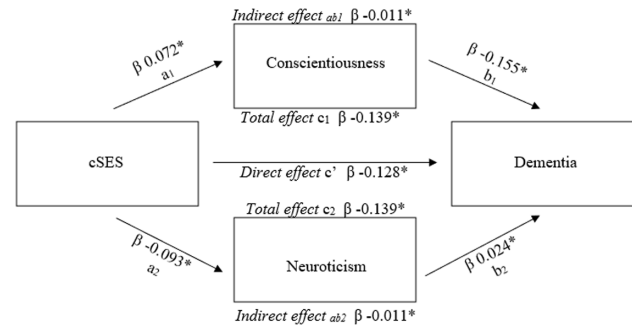 Indirect effect ab1 β -0.011*
β 0.072*
a1
Conscientiousness
β -0.155*
b1
Total effect c1 β -0.139*
cSES
Direct effect c’ β -0.128*
Dementia
Total effect c2 β -0.139*
β -0.093*
a2
Neuroticism
β 0.024*
b2
Indirect effect ab2 β -0.011*